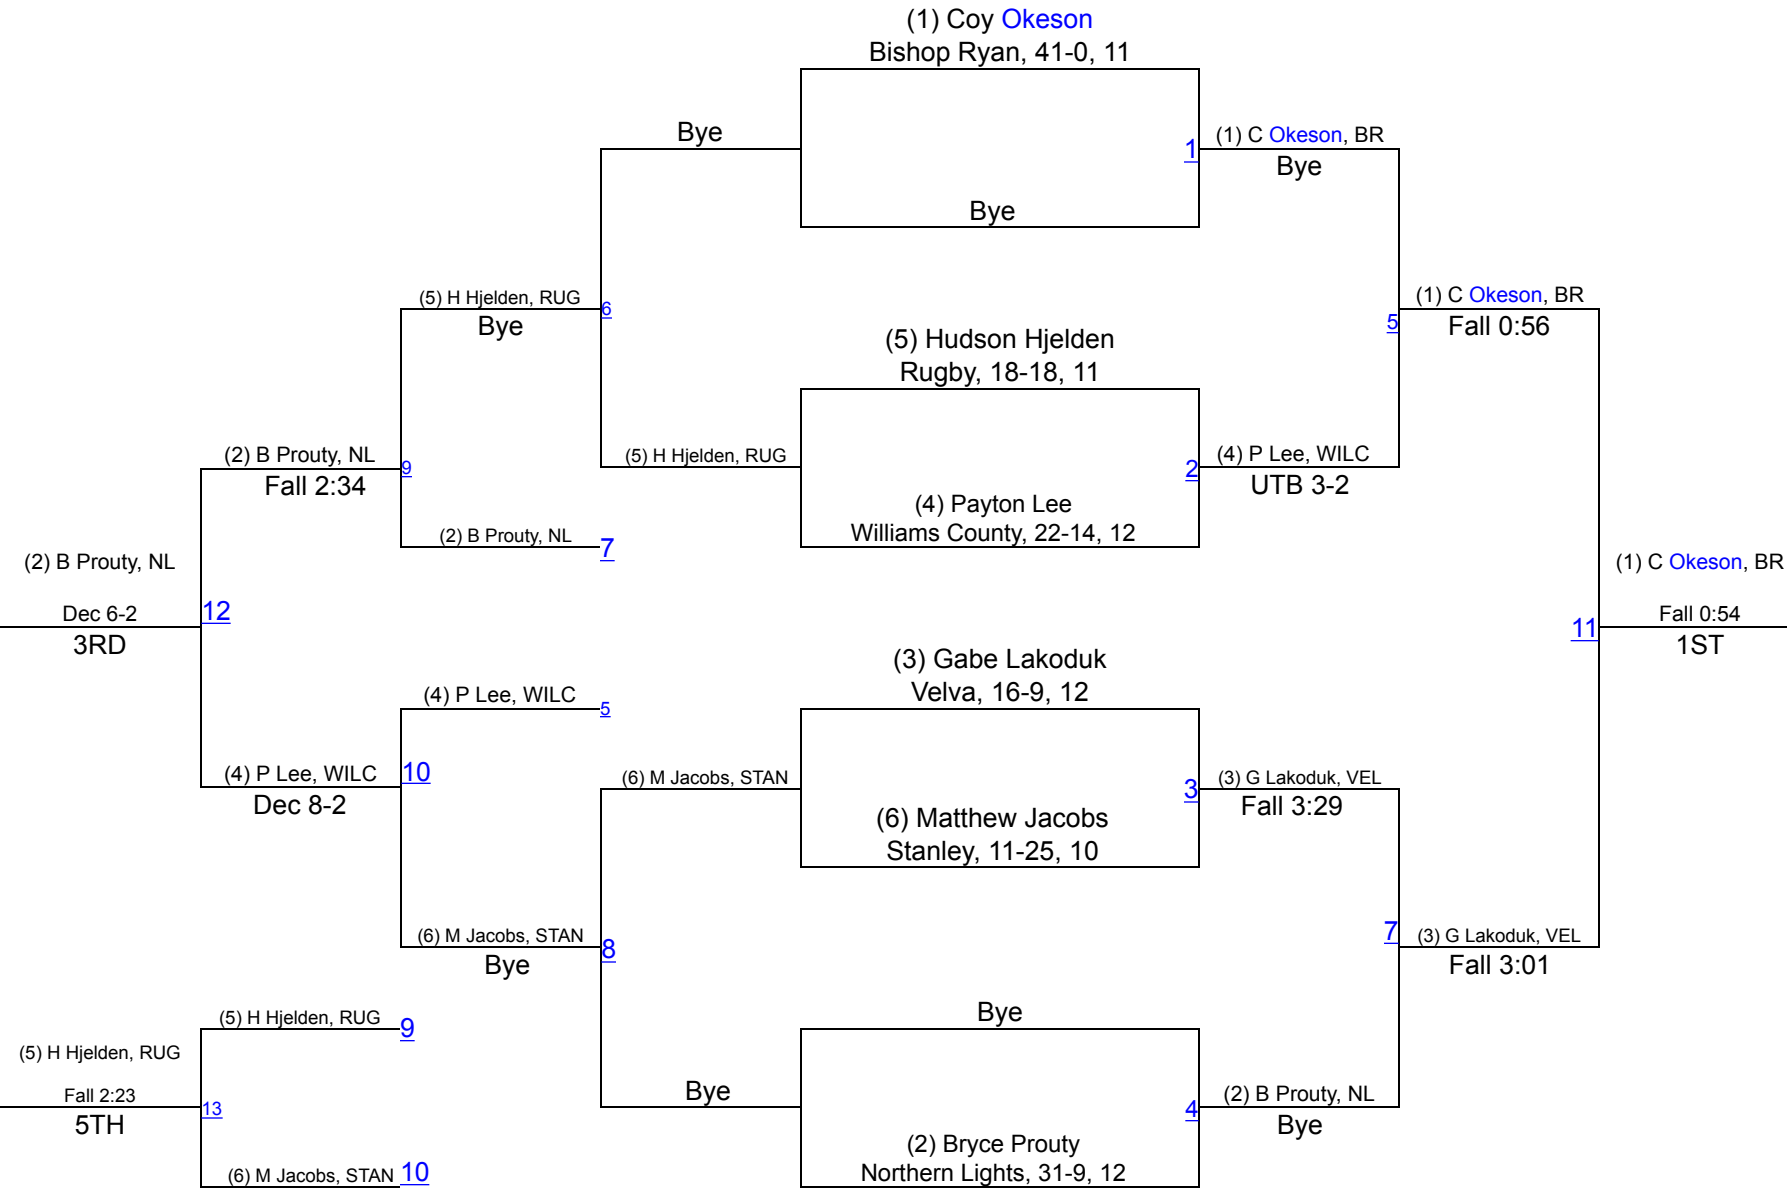 (1) Coy Okeson
Bishop Ryan, 41-0, 11
Bye
1
(1) C Okeson, BR
Bye
Bye
(5) H Hjelden, RUG
Bye
6
(1) C Okeson, BR
Fall 0:56
5
(5) Hudson Hjelden
Rugby, 18-18, 11
(2) B Prouty, NL
Fall 2:34
9
(5) H Hjelden, RUG
2
(4) P Lee, WILC
UTB 3-2
(4) Payton Lee
Williams County, 22-14, 12
(2) B Prouty, NL
7
(2) B Prouty, NL
Dec 6-2
3RD
12
(1) C Okeson, BR
Fall 0:54
1ST
11
(3) Gabe Lakoduk
Velva, 16-9, 12
(4) P Lee, WILC
5
(4) P Lee, WILC
Dec 8-2
10
(6) M Jacobs, STAN
3
(3) G Lakoduk, VEL
Fall 3:29
(6) Matthew Jacobs
Stanley, 11-25, 10
(6) M Jacobs, STAN
Bye
8
7
(3) G Lakoduk, VEL
Fall 3:01
Bye
(5) H Hjelden, RUG
9
(5) H Hjelden, RUG
Fall 2:23
5TH
13
Bye
4
(2) B Prouty, NL
Bye
(2) Bryce Prouty
Northern Lights, 31-9, 12
(6) M Jacobs, STAN
10